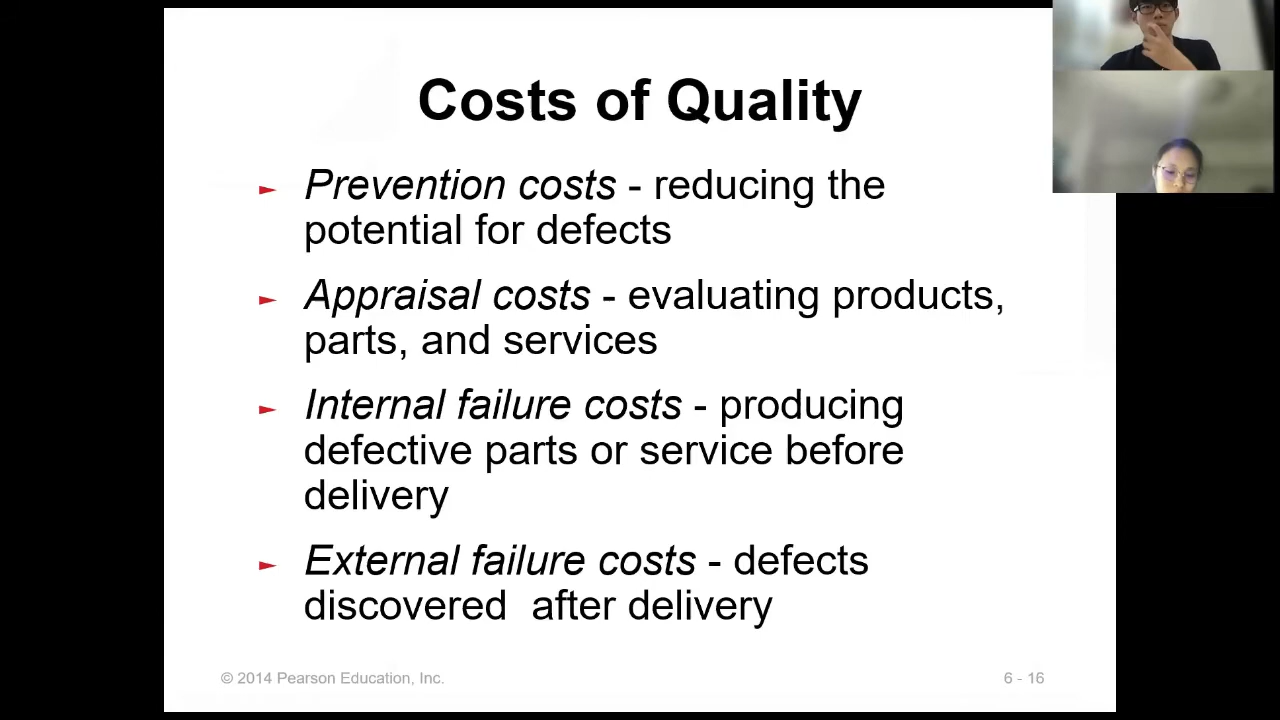 Costs of Quality
► Prevention costs - reducing the
potential for defects
► Appraisal costs - evaluating products,
parts, and services
► Internal failure costs - producing
defective parts or service before
delivery
► External failure costs - defects
discovered  after delivery
© 2014 Pearson Education, Inc.
6 - 16